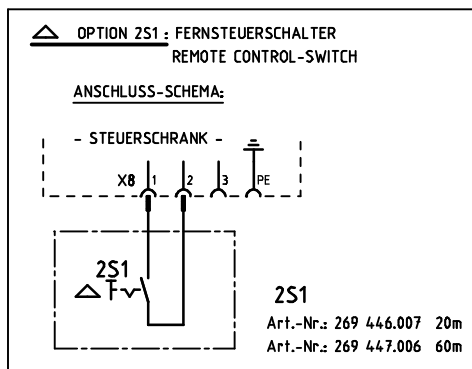 OPTION 2S1 : FERNSTEUERSCHALTER
REMOTE CONTROL-SWITCH
ANSCHLUSS-SCHEMA:
- STEUERSCHRANK -
X8 1 2 3 PE
2S1
2S1
Art.-Nr.: 269 446.007 20m
Art.-Nr.: 269 447.006 60m